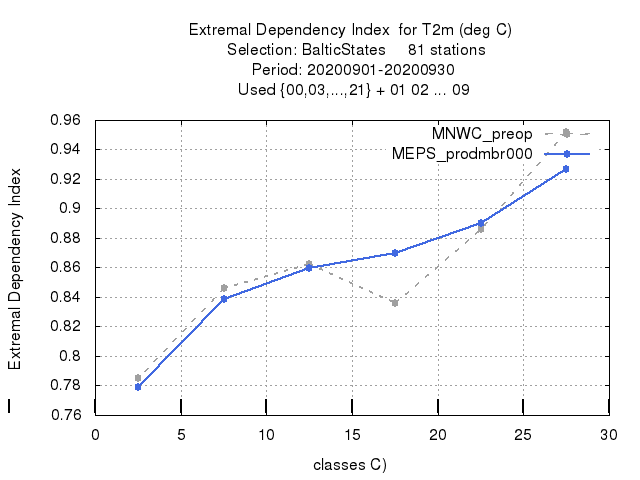 Extremal Dependency Index  for T2m (deg C)
Selection: BalticStates     81 stations
Period: 20200901-20200930
Used {00,03,...,21} + 01 02 ... 09
MNWC_preop
MEPS_prodmbr000
Extremal Dependency Index
0.96
0.94
0.92
0.9
0.88
0.86
0.84
0.82
0.8
0.78
0.76
0 5 10 15 20 25 30
classes C)